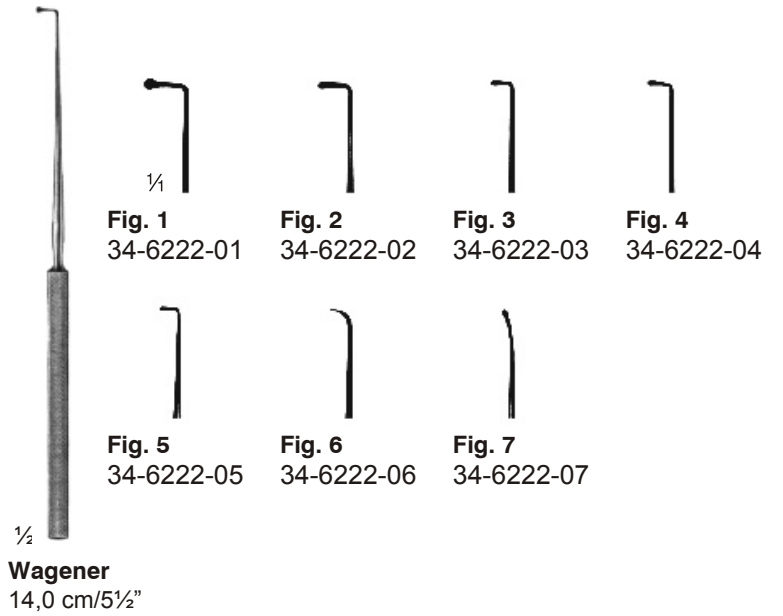 ⅟₁
Fig. 1
34-6222-01
Fig. 2
34-6222-02
Fig. 3
34-6222-03
Fig. 4
34-6222-04
Fig. 5
34-6222-05
Fig. 6
34-6222-06
Fig. 7
34-6222-07
½
Wagener
14,0 cm/5½”